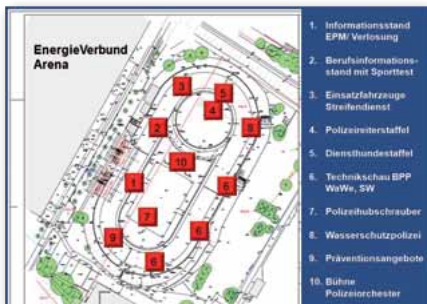 EnergieVerbund
Arena
3
5
4
2
8
10
1
6
7
6
9
6
1. Informationsstand
EPM/ Verlosung
2. Berufsinformations-
stand mit Sporttest
3. Einsatzfahrzeuge
Streifendienst
4. Polizeireiterstaffel
5. Diensthundestaffel
6. Technikschau BPP
WaWe, SW
7. Polizeihubschrauber
8. Wasserschutzpolizei
9. Präventionsangebote
10. Bühne
Polizeiorchester